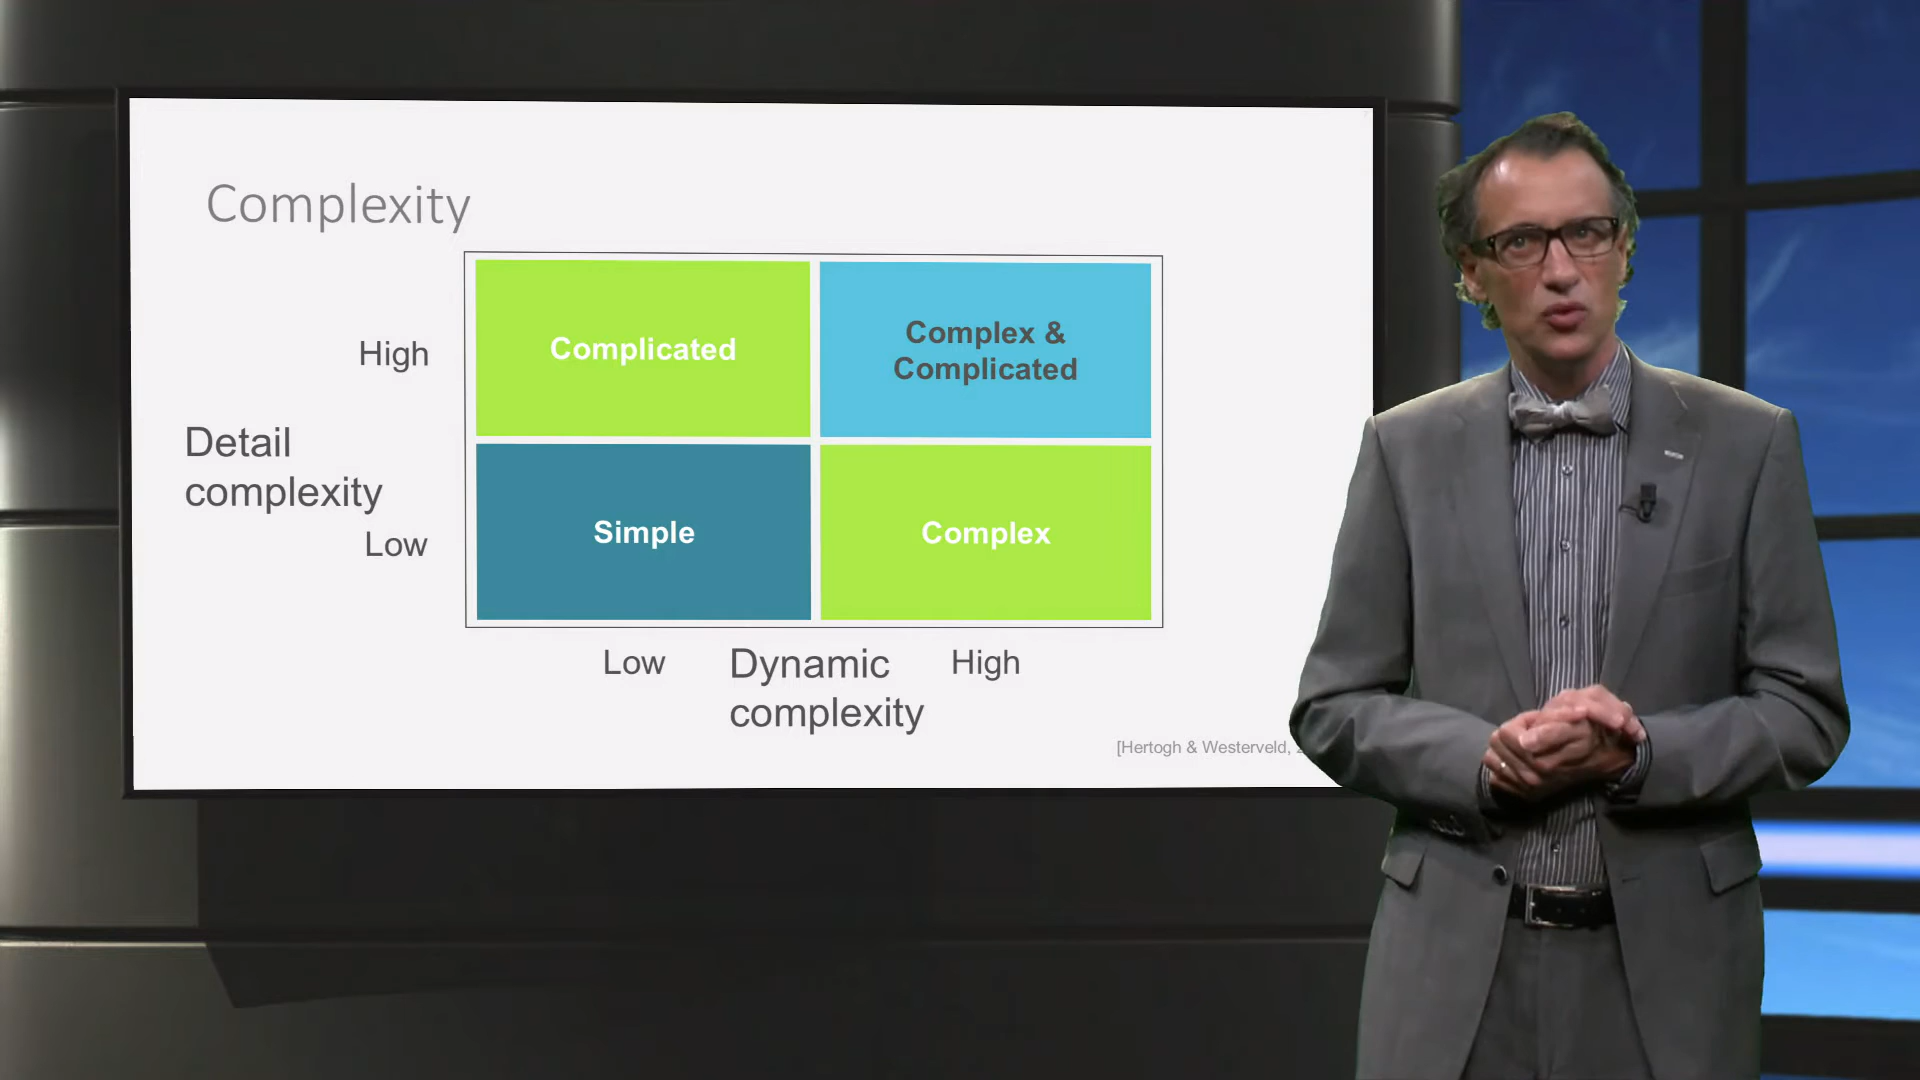 Complexity
High
Complicated
Complex &
Complicated
Detail
complexity
Low
Simple
Complex
Low
Dynamic
complexity
High
[Hertogh & Westerveld,